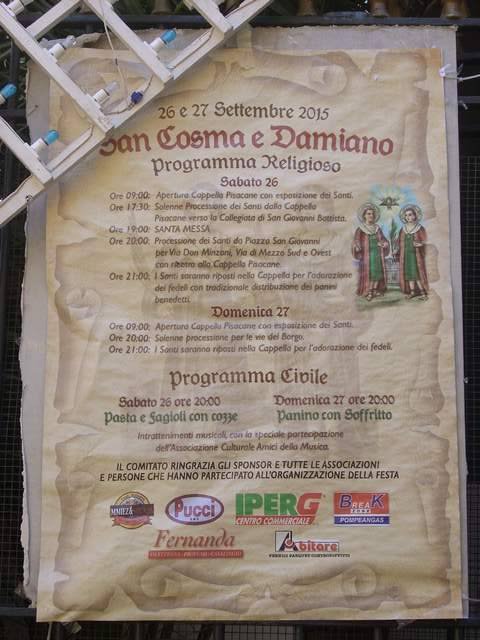 26 e 27 Settembre 2015
San Cosma e Damiano
Programma Religioso
Sabato 26
Ore 09:00: Apertura Cappella Pisacane con esposizione dei Santi.
Ore 17:30: Solenne Processione dei Santi dalla Cappella
Pisacane verso la Collegiata di San Giovanni Battista.
Ore 19:00: SANTA MESSA
Ore 20:00: Processione dei Santi da Piazza San Giovanni
per Via Don Minzoni, Via di Mezzo Sud e Ovest
con rientro alla Cappella Pisacane.
Ore 21:00: I Santi saranno riposti nella Cappella per l'adorazione
dei fedeli con tradizionale distribuzione dei panini
benedetti.
Domenica 27
Ore 09:00: Apertura Cappella Pisacane con esposizione dei Santi.
Ore 20:00: Solenne processione per le vie del Borgo.
Ore 21:00: I Santi saranno riposti nella Cappella per l'adorazione dei fedeli.
Programma Civile
Sabato 26 ore 20:00 Domenica 27 ore 20:00
Pasta e Fagioli con cozze Panino con Soffritto
Intrattenimenti musicali, con la speciale partecipazione
dell'Associazione Culturale Amici della Musica.
IL COMITATO RINGRAZIA GLI SPONSOR E TUTTE LE ASSOCIAZIONI
E PERSONE CHE HANNO PARTECIPATO ALL'ORGANIZZAZIONE DELLA FESTA
Pucci IPERG BREAK
CENTRO COMMERCIALE POMPEANGAS
Fernanda Abitare